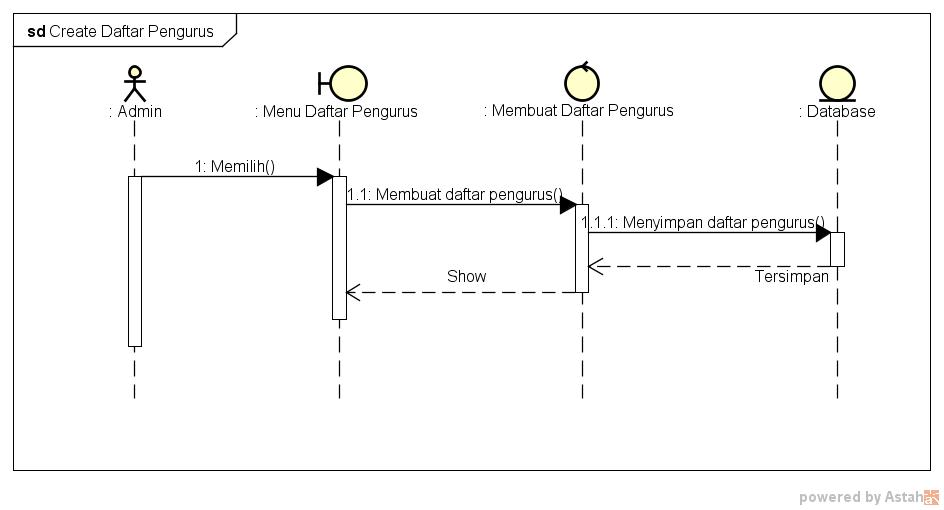 sd Create Daftar Pengurus
: Admin
: Menu Daftar Pengurus
: Membuat Daftar Pengurus
: Database
1: Memilih()
1.1: Membuat daftar pengurus()
1.1.1: Menyimpan daftar pengurus()
Tersimpan
Show
powered by Astah